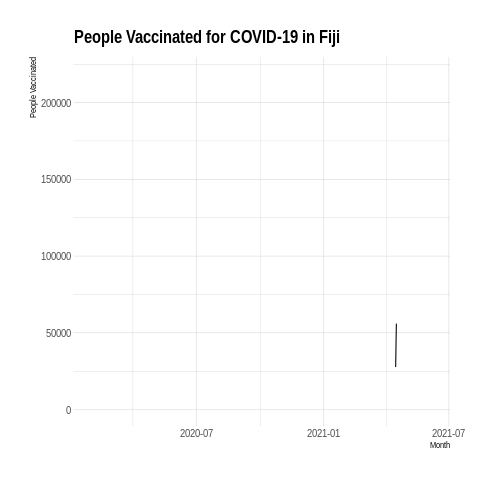 People Vaccinated for COVID-19 in Fiji
People Vaccinated
200000
150000
100000
50000
0
2020-07
2021-01
2021-07
Month